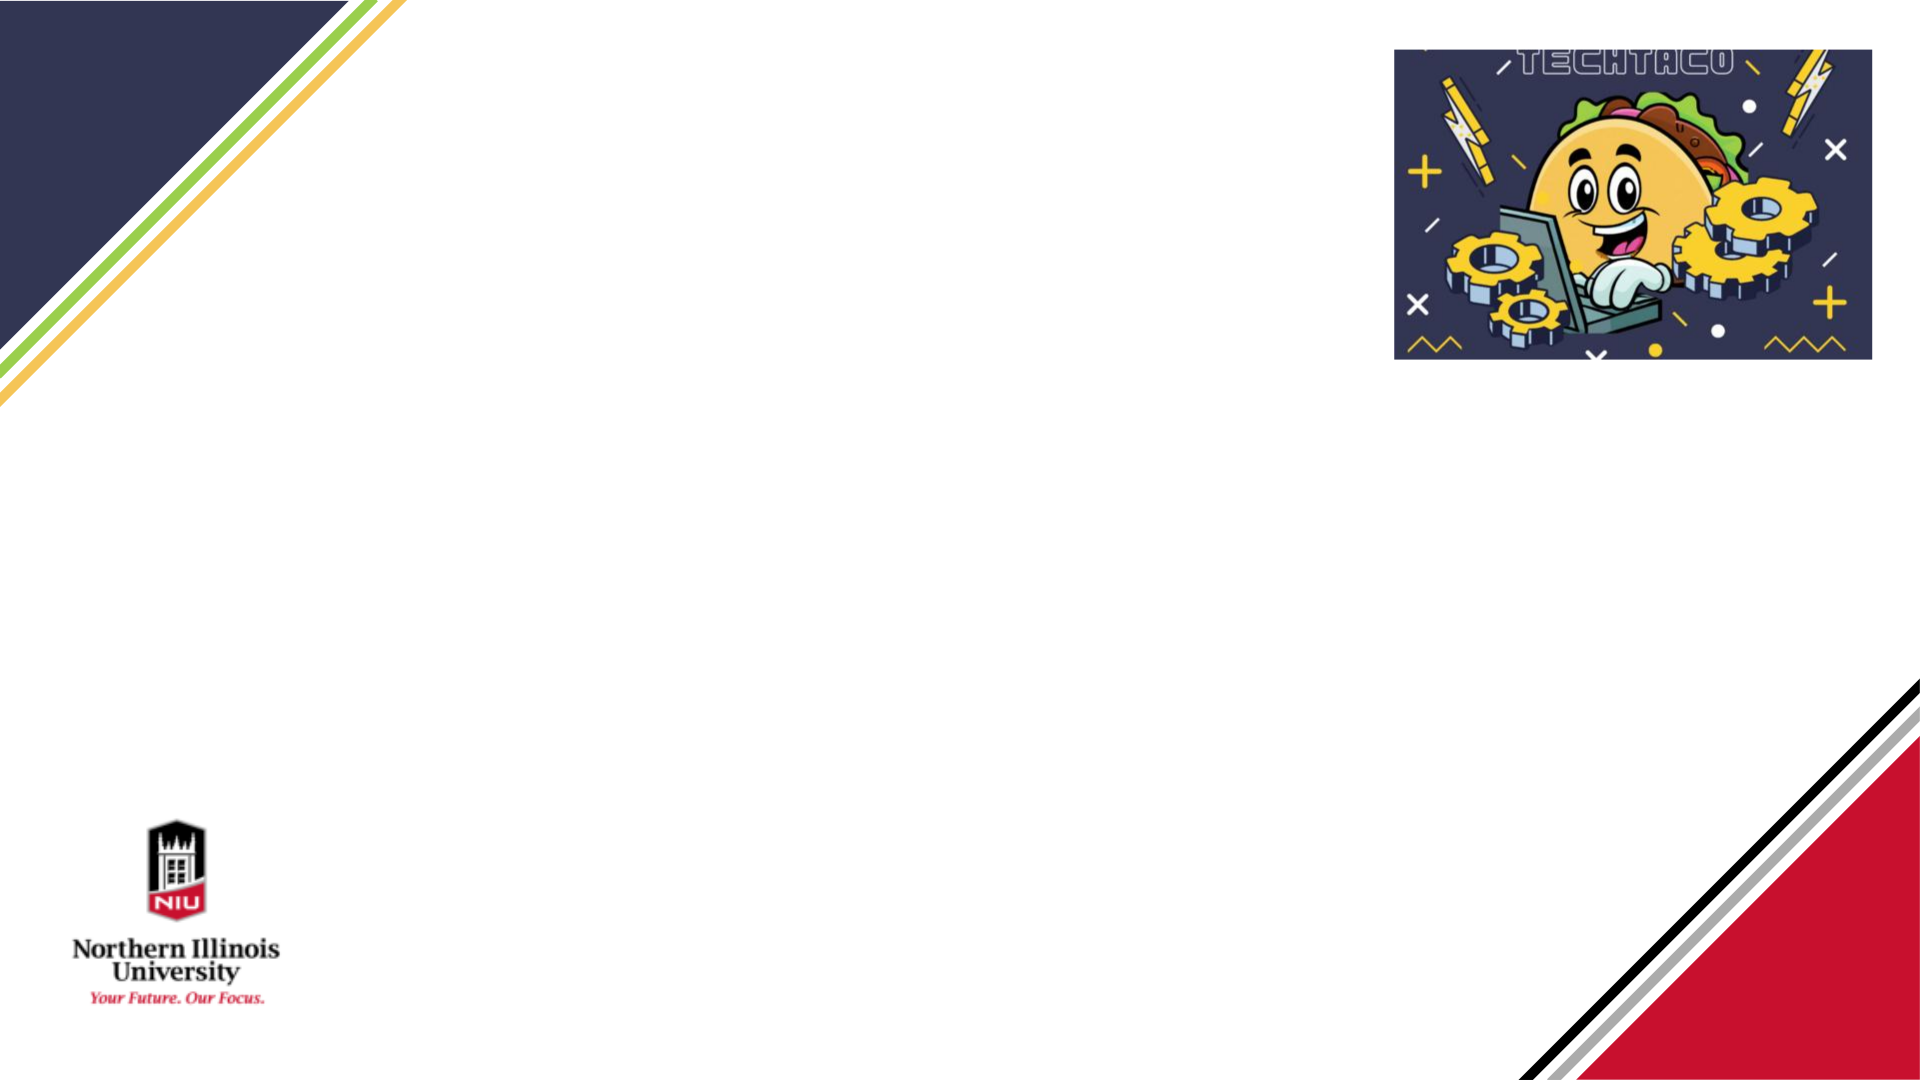 TECHTACO
NIU
Northern Illinois
University
Your Future. Our Focus.